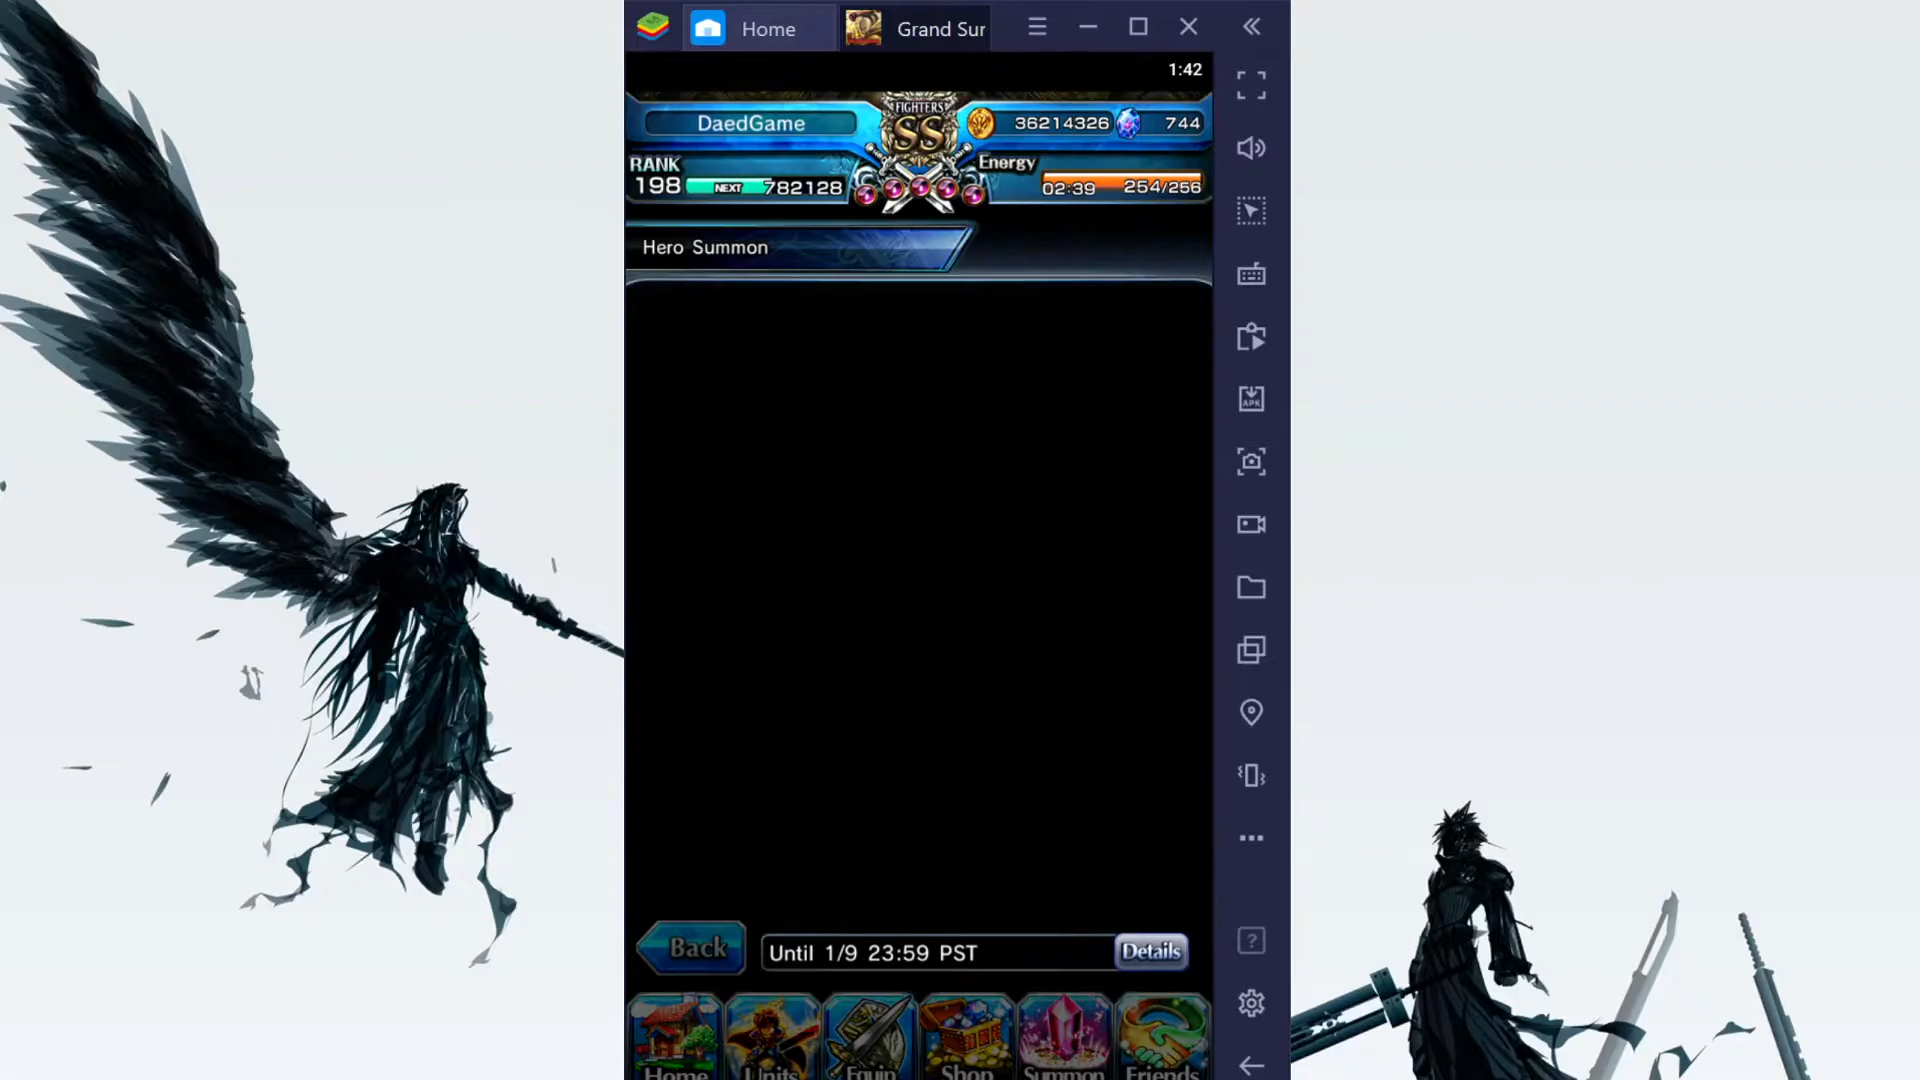 Home
Grand Sur
1:42
FIGHTERS
SS
DaedGame
36214326
744
RANK
198
NEXT
782128
Energy
02:39
254/256
Hero Summon
Back
Until 1/9 23:59 PST
Details
Home
Units
Equip
Shop
Summon
Friends
APK